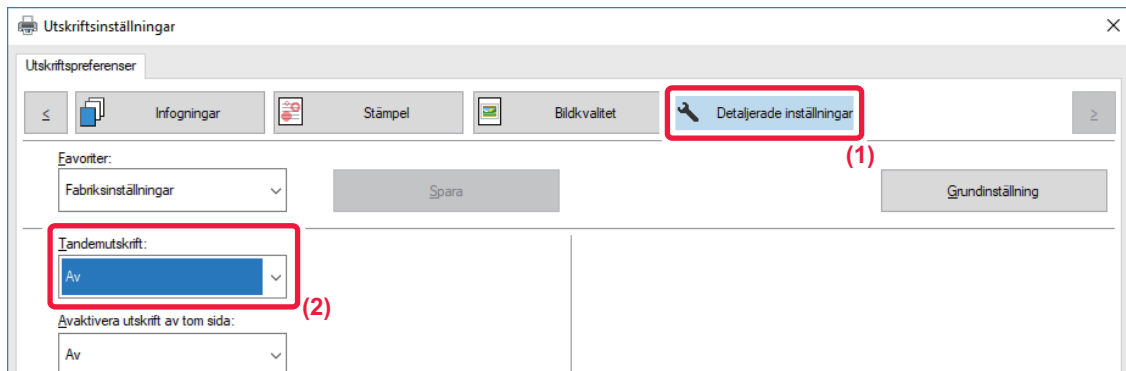 Utskriftsinställningar
Utskriftspreferenser
≤ Infogningar Stämpel Bildkvalitet Detaljerade inställningar ≥
(1)
Favoriter:
Fabriksinställningar Spara Grundinställning
Tandemutskrift:
Av
(2)
Avaktivera utskrift av tom sida:
Av